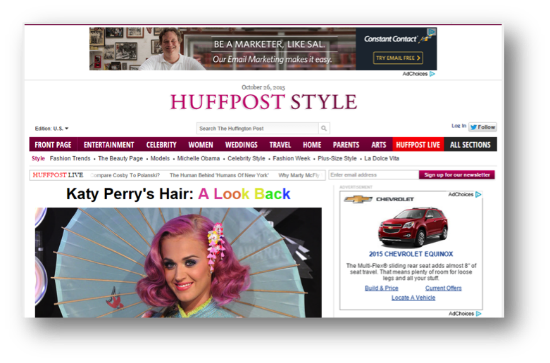 BE A MARKETER, LIKE SAL.
Our Email Marketing makes it easy.
Constant Contact
TRY EMAIL FREE >
AdChoices
October 26, 2015
HUFFPOST STYLE
Edition: U.S.
Search The Huffington Post
Log in
Follow
FRONT PAGE ENTERTAINMENT CELEBRITY WOMEN WEDDINGS TRAVEL HOME PARENTS ARTS HUFFPOST LIVE ALL SECTIONS
Style Fashion Trends • The Beauty Page • Models • Michelle Obama • Celebrity Style • Fashion Week • Plus-Size Style • La Dolce Vita
HUFFPOST LIVE
Cosby To Polanski?
The Human Behind 'Humans Of New York'
Why Marty McFly
Enter email address
Sign up for our newsletter
Katy Perry's Hair: A Look Back
ADVERTISEMENT
AdChoices
CHEVROLET
2015 CHEVROLET EQUINOX
The Multi-Flex® sliding rear seat adds almost 8" of
seat travel. That means plenty of room for loose
legs and all your stuff.
Build & Price
Current Offers
Locate A Vehicle
AdChoices